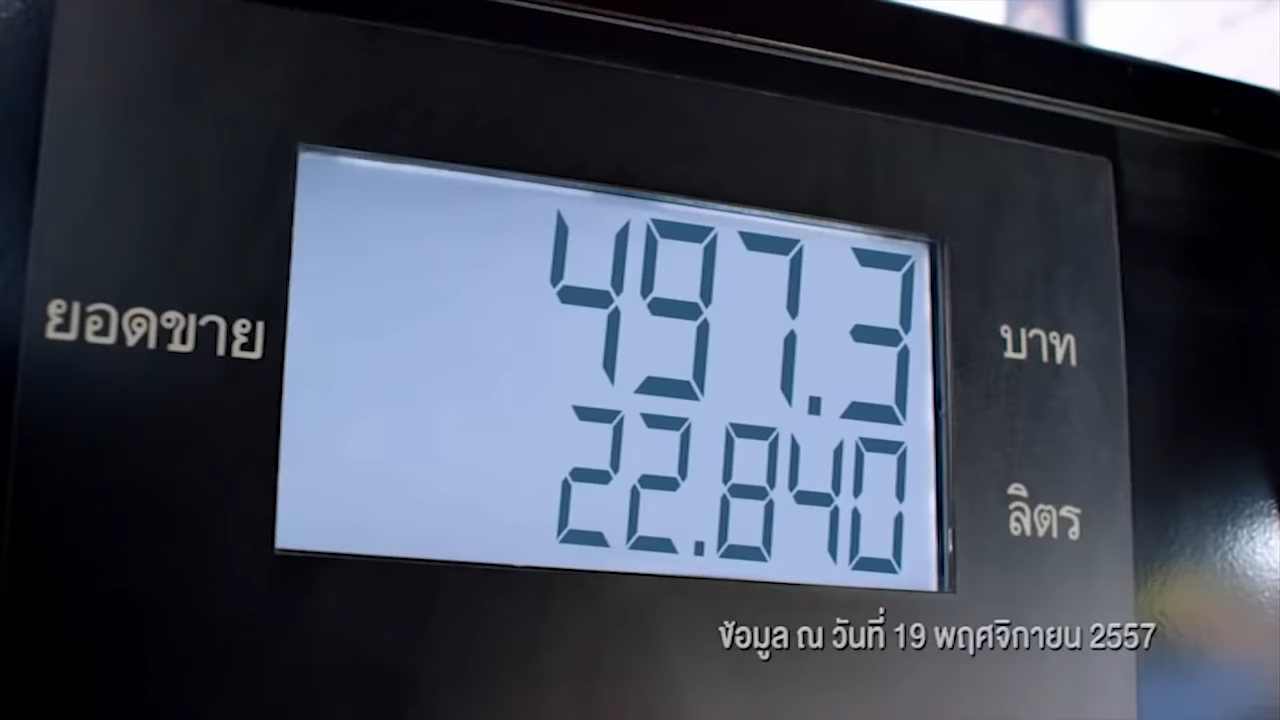 497.3
ยอดขาย บาท
22.840
ลิตร
ข้อมูล ณ วันที่ 19 พฤศจิกายน 2557